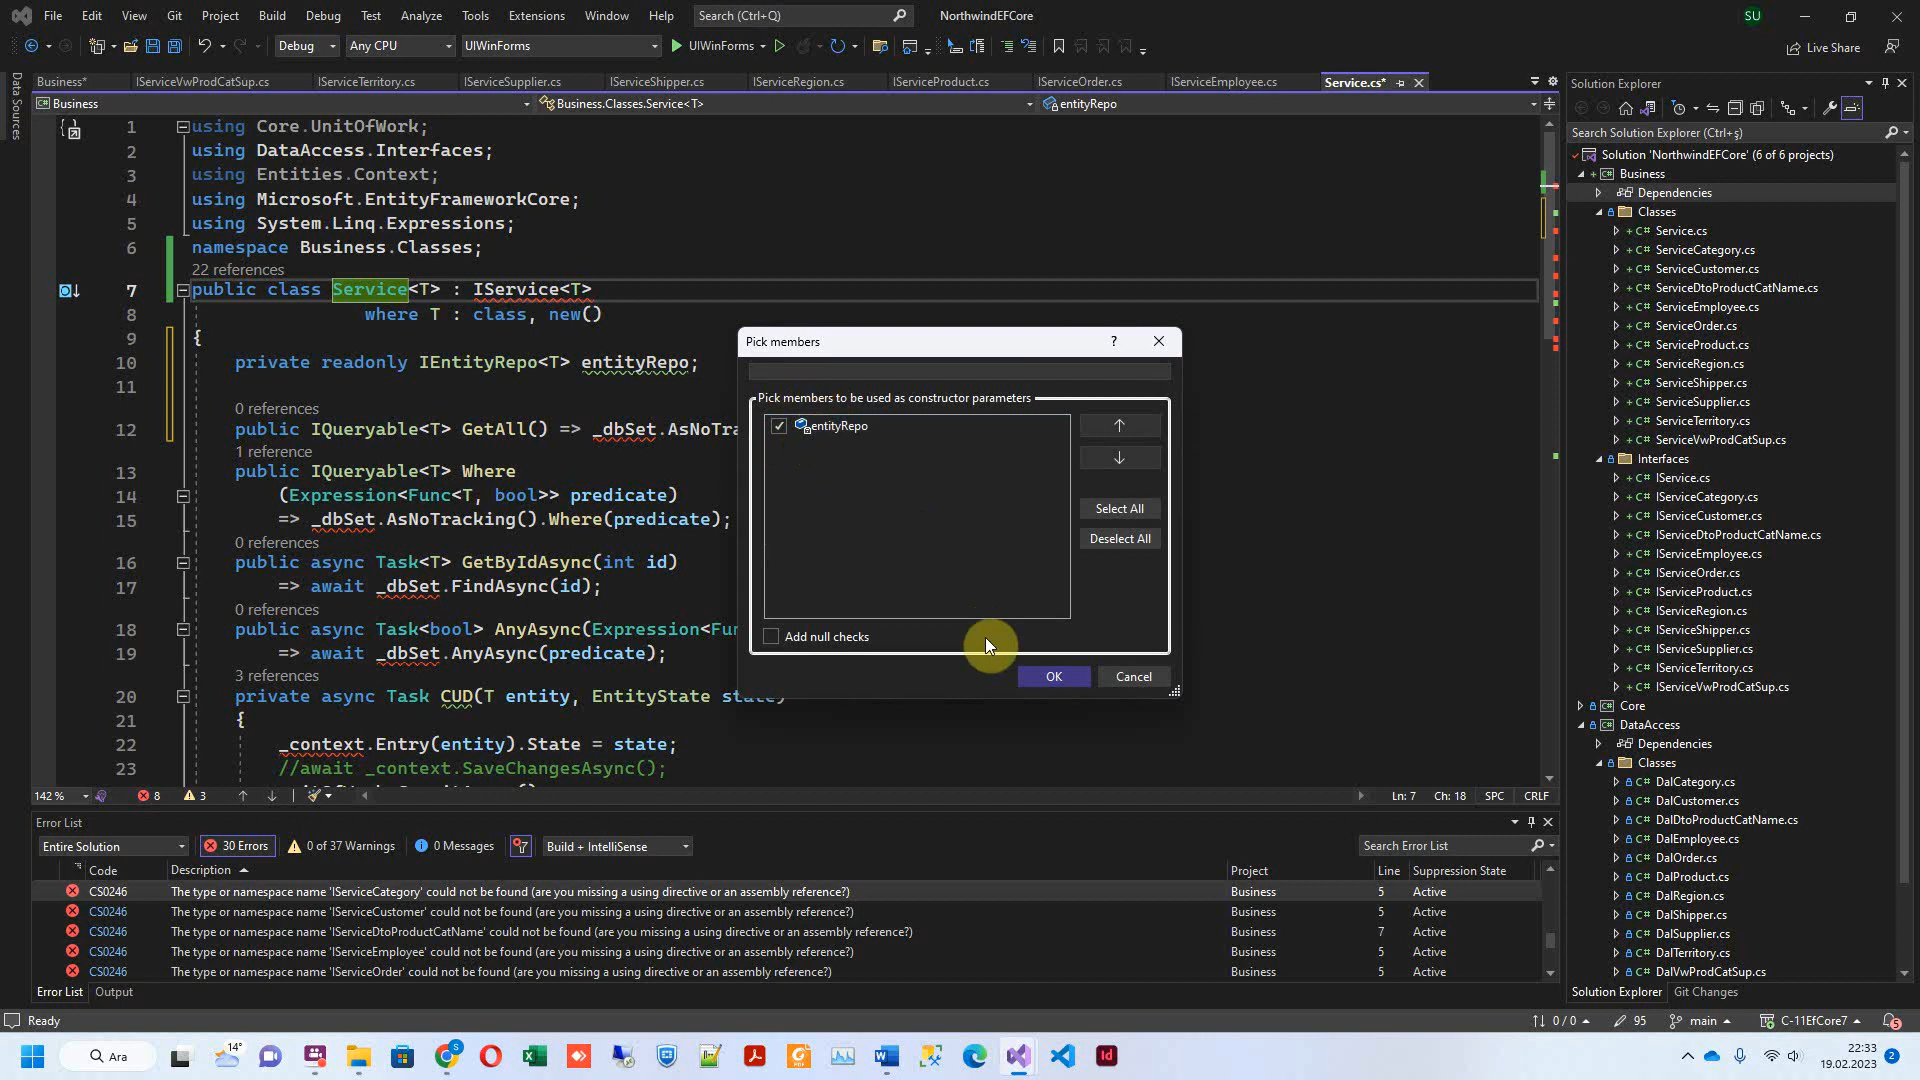 File Edit View Git Project Build Debug Test Analyze Tools Extensions Window Help Search (Ctrl+Q) NorthwindEFCore SU
Debug Any CPU UIWinForms UIWinForms Live Share
Business* IServiceVwProdCatSup.cs IServiceTerritory.cs IServiceSupplier.cs IServiceShipper.cs IServiceRegion.cs IServiceProduct.cs IServiceOrder.cs IServiceEmployee.cs Service.cs*
Data Sources
Business Business.Classes.Service<T> entityRepo
1 using Core.UnitOfWork;
2 using DataAccess.Interfaces;
3 using Entities.Context;
4 using Microsoft.EntityFrameworkCore;
5 using System.Linq.Expressions;
6 namespace Business.Classes;
22 references
7 public class Service<T> : IService<T>
8 where T : class, new()
9 {
10 private readonly IEntityRepo<T> entityRepo;
11
0 references
12 public IQueryable<T> GetAll() => _dbSet.AsNoTra
1 reference
13 public IQueryable<T> Where
14 (Expression<Func<T, bool>> predicate)
15 => _dbSet.AsNoTracking().Where(predicate);
0 references
16 public async Task<T> GetByIdAsync(int id)
17 => await _dbSet.FindAsync(id);
0 references
18 public async Task<bool> AnyAsync(Expression<Fu
19 => await _dbSet.AnyAsync(predicate);
3 references
20 private async Task CUD(T entity, EntityState state)
21 {
22 _context.Entry(entity).State = state;
23 //await _context.SaveChangesAsync();
Pick members ?
Pick members to be used as constructor parameters
entityRepo
Select All
Deselect All
Add null checks
OK Cancel
142 % 8 3 Ln: 7 Ch: 18 SPC CRLF
Error List
Entire Solution 30 Errors 0 of 37 Warnings 0 Messages Build + IntelliSense Search Error List
Code Description Project Line Suppression State
CS0246 The type or namespace name 'IServiceCategory' could not be found (are you missing a using directive or an assembly reference?) Business 5 Active
CS0246 The type or namespace name 'IServiceCustomer' could not be found (are you missing a using directive or an assembly reference?) Business 5 Active
CS0246 The type or namespace name 'IServiceDtoProductCatName' could not be found (are you missing a using directive or an assembly reference?) Business 7 Active
CS0246 The type or namespace name 'IServiceEmployee' could not be found (are you missing a using directive or an assembly reference?) Business 5 Active
CS0246 The type or namespace name 'IServiceOrder' could not be found (are you missing a using directive or an assembly reference?) Business 5 Active
Error List Output
Solution Explorer
Search Solution Explorer (Ctrl+ş)
Solution 'NorthwindEFCore' (6 of 6 projects)
Business
Dependencies
Classes
C# Service.cs
C# ServiceCategory.cs
C# ServiceCustomer.cs
C# ServiceDtoProductCatName.cs
C# ServiceEmployee.cs
C# ServiceOrder.cs
C# ServiceProduct.cs
C# ServiceRegion.cs
C# ServiceShipper.cs
C# ServiceSupplier.cs
C# ServiceTerritory.cs
C# ServiceVwProdCatSup.cs
Interfaces
C# IService.cs
C# IServiceCategory.cs
C# IServiceCustomer.cs
C# IServiceDtoProductCatName.cs
C# IServiceEmployee.cs
C# IServiceOrder.cs
C# IServiceProduct.cs
C# IServiceRegion.cs
C# IServiceShipper.cs
C# IServiceSupplier.cs
C# IServiceTerritory.cs
C# IServiceVwProdCatSup.cs
Core
DataAccess
Dependencies
Classes
C# DalCategory.cs
C# DalCustomer.cs
C# DalDtoProductCatName.cs
C# DalEmployee.cs
C# DalOrder.cs
C# DalProduct.cs
C# DalRegion.cs
C# DalShipper.cs
C# DalSupplier.cs
C# DalTerritory.cs
C# DalVwProdCatSup.cs
Solution Explorer Git Changes
Ready 0 / 0 95 main C-11EfCore7 5
Ara 14° S Id 22:33 2
19.02.2023